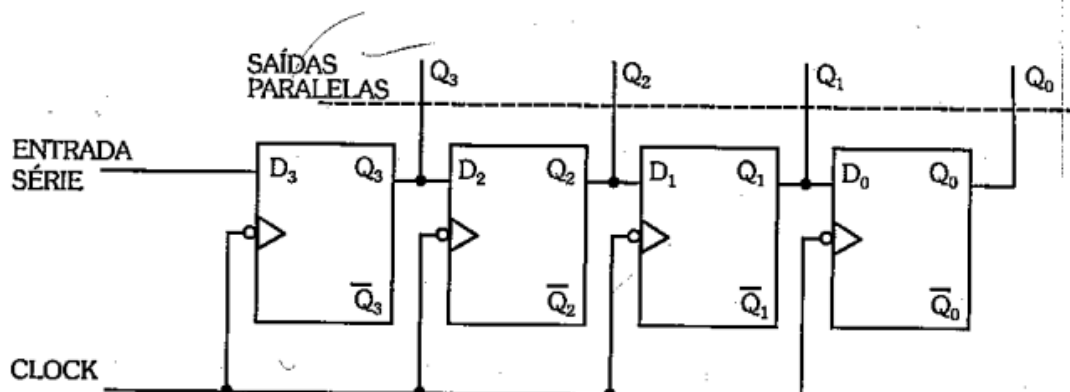 SAÍDAS
PARALELAS
Q₃ Q₂ Q₁ Q₀
ENTRADA
SÉRIE
D₃ Q₃ D₂ Q₂ D₁ Q₁ D₀ Q₀
Q̅₃ Q̅₂ Q̅₁ Q̅₀
CLOCK